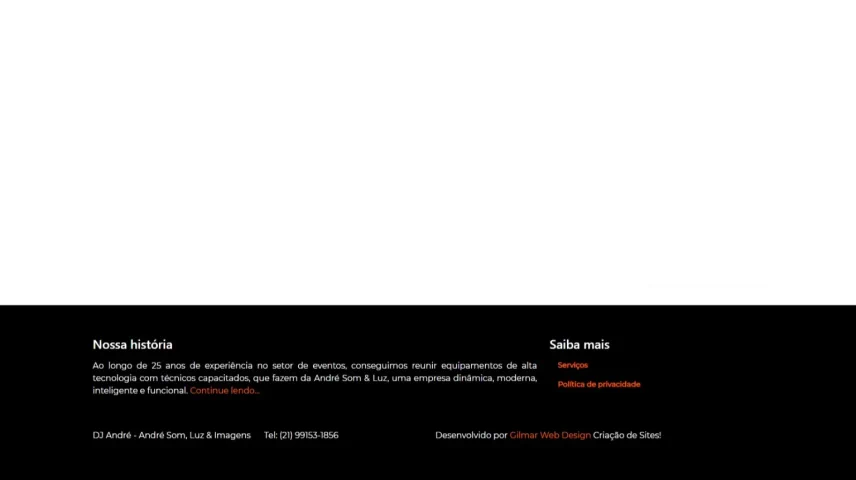 Nossa história
Ao longo de 25 anos de experiência no setor de eventos, conseguimos reunir equipamentos de alta
tecnologia com técnicos capacitados, que fazem da André Som & Luz, uma empresa dinâmica, moderna,
inteligente e funcional. Continue lendo...
Saiba mais
Serviços
Política de privacidade
DJ André - André Som, Luz & Imagens Tel: (21) 99153-1856
Desenvolvido por Gilmar Web Design Criação de Sites!